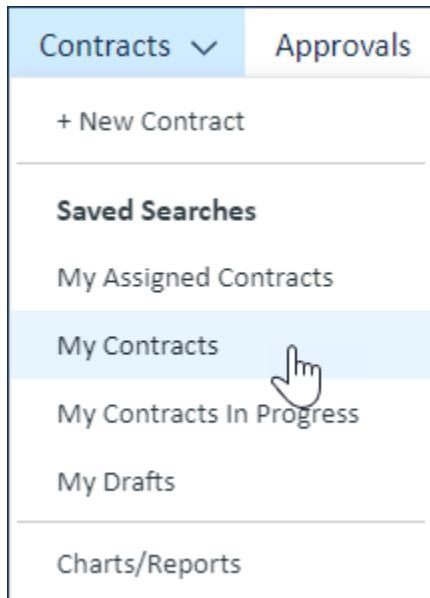 Contracts Approvals
+ New Contract
Saved Searches
My Assigned Contracts
My Contracts
My Contracts In Progress
My Drafts
Charts/Reports